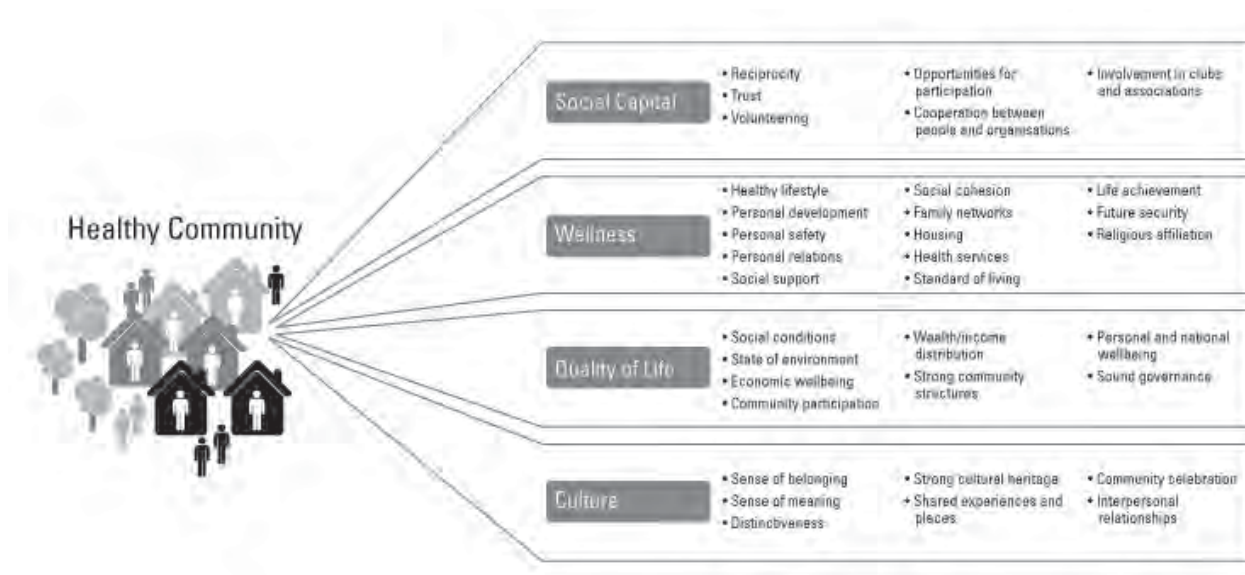 Healthy Community
Social Capital
• Reciprocity
• Trust
• Volunteering
• Opportunities for
participation
• Cooperation between
people and organisations
• Involvement in clubs
and associations
Wellness
• Healthy lifestyle
• Personal development
• Personal safety
• Personal relations
• Social support
• Social cohesion
• Family networks
• Housing
• Health services
• Standard of living
• Life achievement
• Future security
• Religious affiliation
Quality of Life
• Social conditions
• State of environment
• Economic wellbeing
• Community participation
• Wealth/income
distribution
• Strong community
structures
• Personal and national
wellbeing
• Sound governance
Culture
• Sense of belonging
• Sense of meaning
• Distinctiveness
• Strong cultural heritage
• Shared experiences and
places
• Community celebration
• Interpersonal
relationships